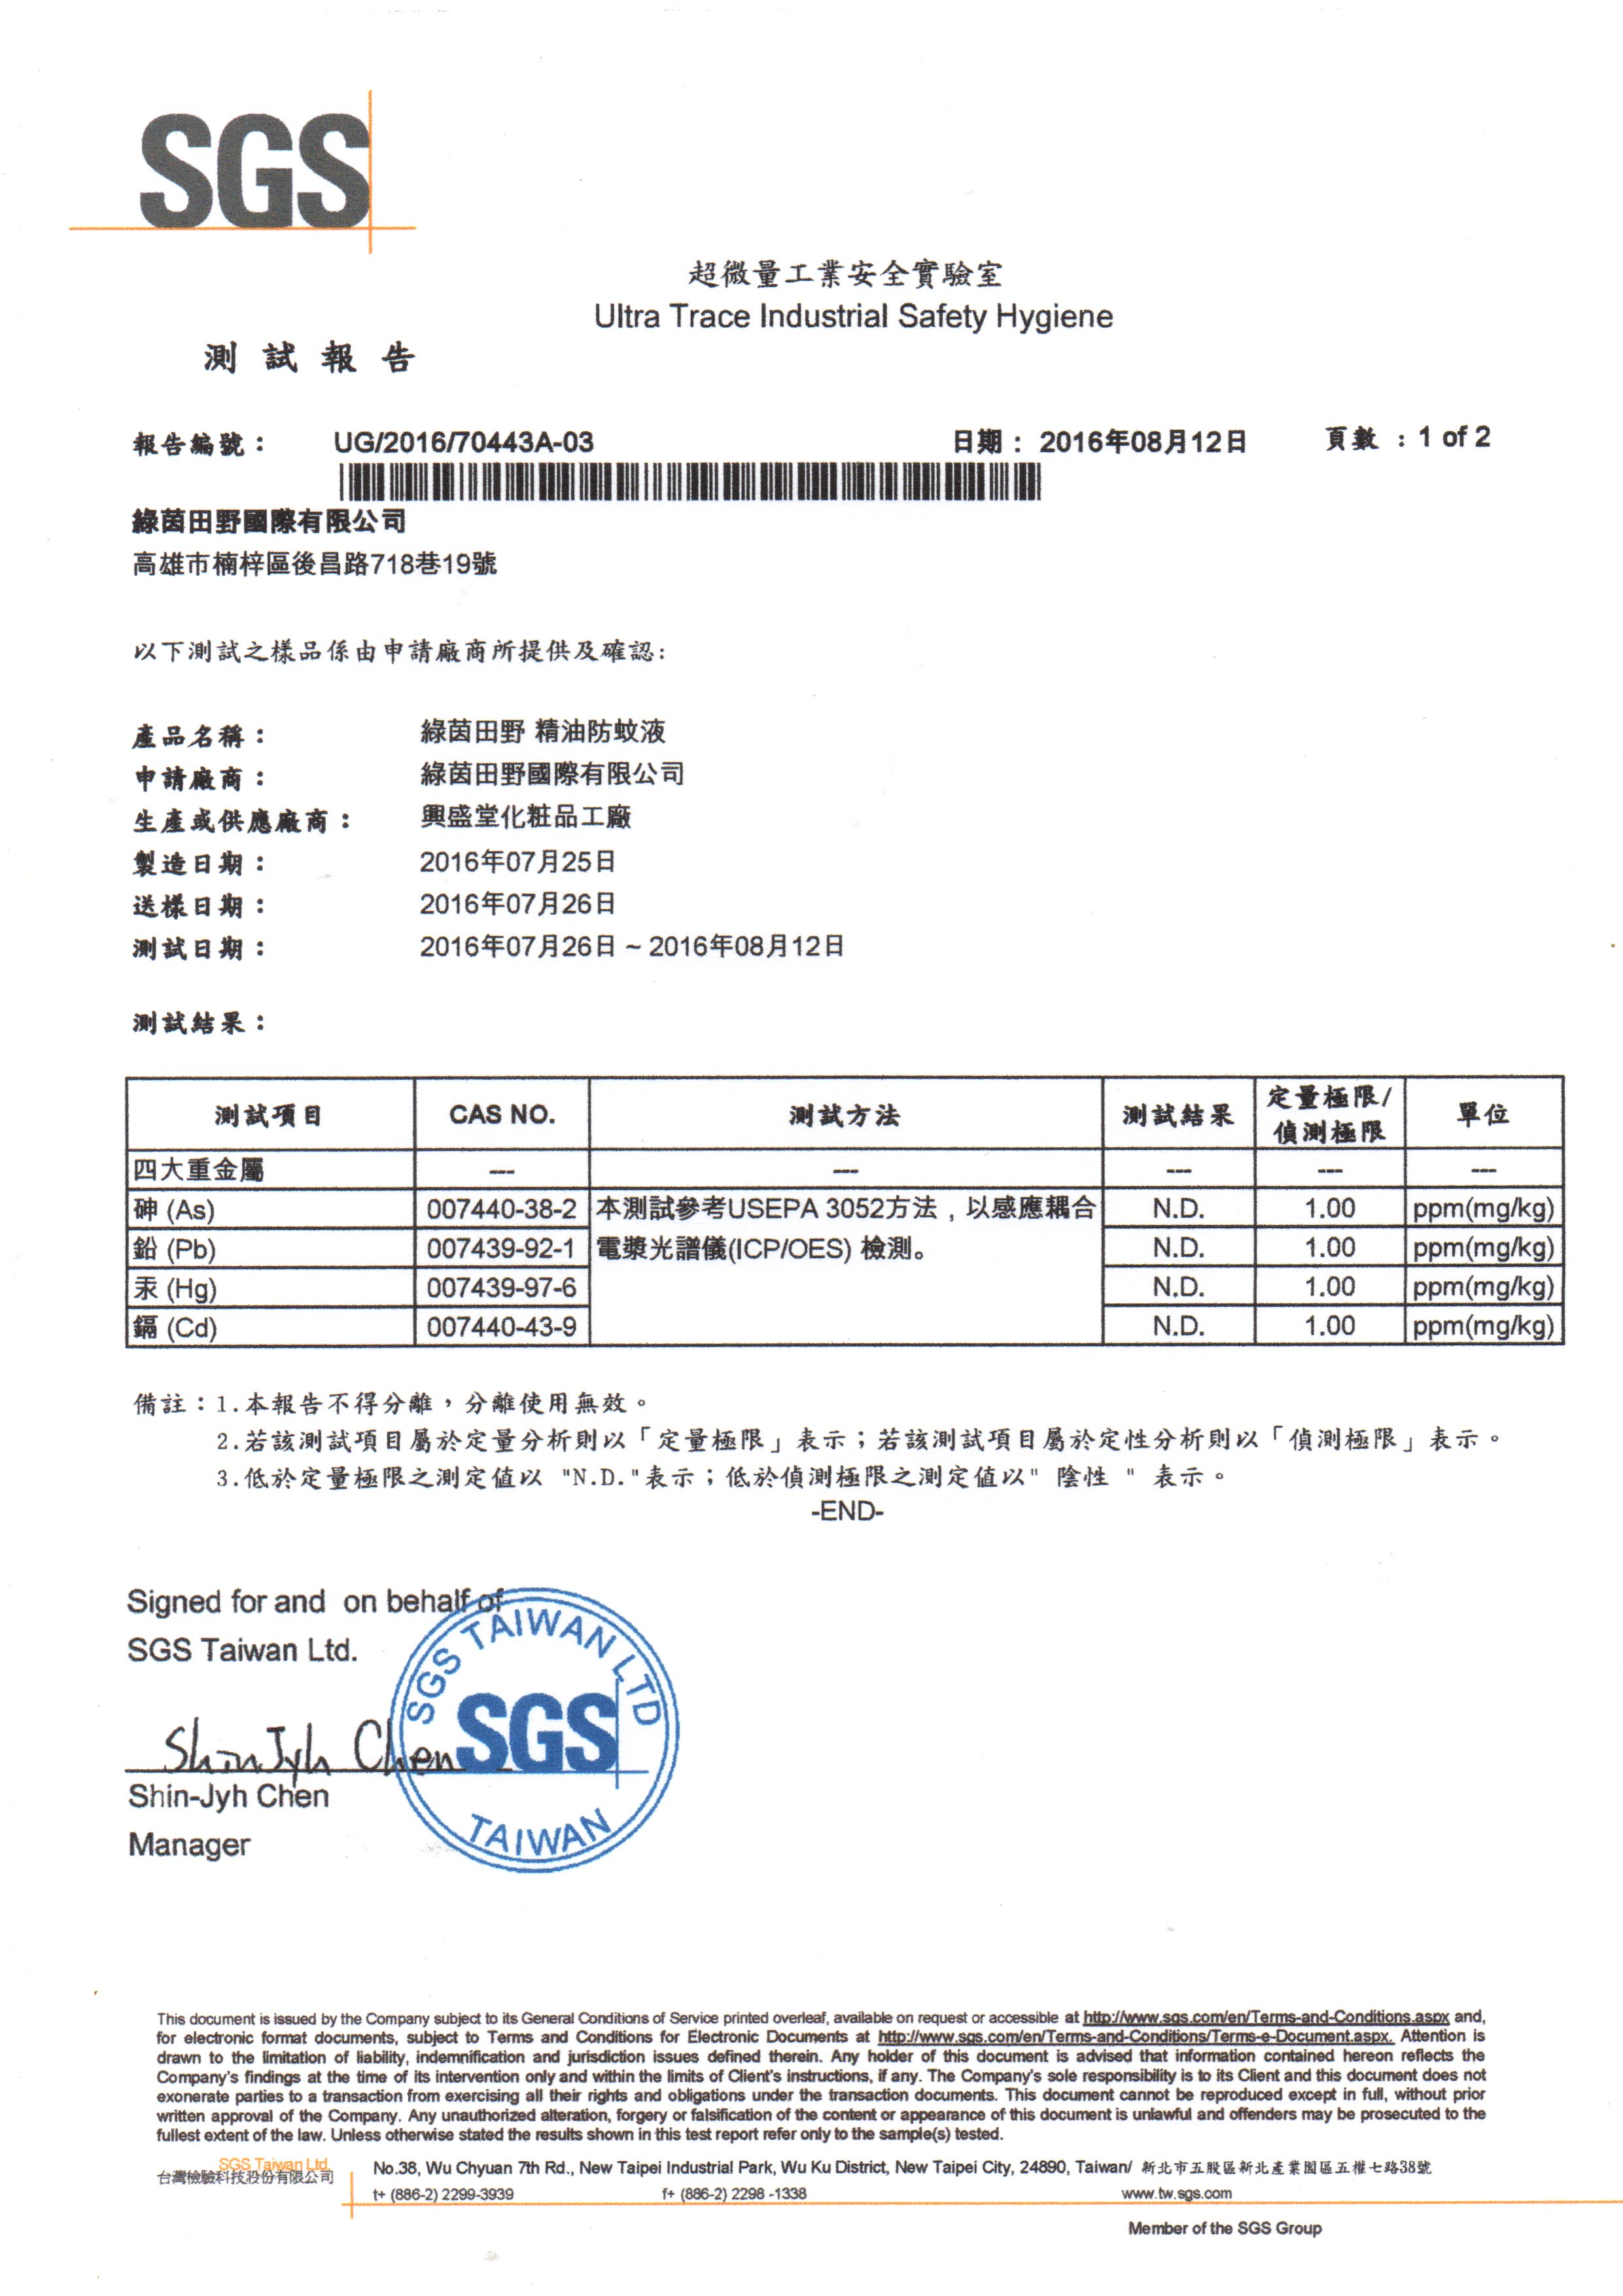 SGS
超微量工業安全實驗室
Ultra Trace Industrial Safety Hygiene
測試報告
報告編號： UG/2016/70443A-03 日期： 2016年08月12日 頁數 ：1 of 2
綠茵田野國際有限公司
高雄市楠梓區後昌路718巷19號
以下測試之樣品係由申請廠商所提供及確認:
產品名稱： 綠茵田野 精油防蚊液
申請廠商： 綠茵田野國際有限公司
生產或供應廠商： 興盛堂化粧品工廠
製造日期： 2016年07月25日
送樣日期： 2016年07月26日
測試日期： 2016年07月26日 ~ 2016年08月12日
測試結果：
測試項目 CAS NO. 測試方法 測試結果 定量極限/ 單位
偵測極限
四大重金屬 --- --- --- --- ---
砷 (As) 007440-38-2 本測試參考USEPA 3052方法，以感應耦合 N.D. 1.00 ppm(mg/kg)
鉛 (Pb) 007439-92-1 電漿光譜儀(ICP/OES) 檢測。 N.D. 1.00 ppm(mg/kg)
汞 (Hg) 007439-97-6 N.D. 1.00 ppm(mg/kg)
鎘 (Cd) 007440-43-9 N.D. 1.00 ppm(mg/kg)
備註：1.本報告不得分離，分離使用無效。
2.若該測試項目屬於定量分析則以「定量極限」表示；若該測試項目屬於定性分析則以「偵測極限」表示。
3.低於定量極限之測定值以 "N.D."表示；低於偵測極限之測定值以" 陰性 " 表示。
-END-
Signed for and on behalf of
SGS Taiwan Ltd.
SGS TAIWAN LTD
SGS
TAIWAN
Shin Jyh Chen
Shin-Jyh Chen
Manager
This document is issued by the Company subject to its General Conditions of Service printed overleaf, available on request or accessible at http://www.sgs.com/en/Terms-and-Conditions.aspx and,
for electronic format documents, subject to Terms and Conditions for Electronic Documents at http://www.sgs.com/en/Terms-and-Conditions/Terms-e-Document.aspx. Attention is
drawn to the limitation of liability, indemnification and jurisdiction issues defined therein. Any holder of this document is advised that information contained hereon reflects the
Company's findings at the time of its intervention only and within the limits of Client's instructions, if any. The Company's sole responsibility is to its Client and this document does not
exonerate parties to a transaction from exercising all their rights and obligations under the transaction documents. This document cannot be reproduced except in full, without prior
written approval of the Company. Any unauthorized alteration, forgery or falsification of the content or appearance of this document is unlawful and offenders may be prosecuted to the
fullest extent of the law. Unless otherwise stated the results shown in this test report refer only to the sample(s) tested.
SGS Taiwan Ltd.
台灣檢驗科技股份有限公司
No.38, Wu Chyuan 7th Rd., New Taipei Industrial Park, Wu Ku District, New Taipei City, 24890, Taiwan/ 新北市五股區新北產業園區五權七路38號
t+ (886-2) 2299-3939 f+ (886-2) 2298 -1338 www.tw.sgs.com
Member of the SGS Group